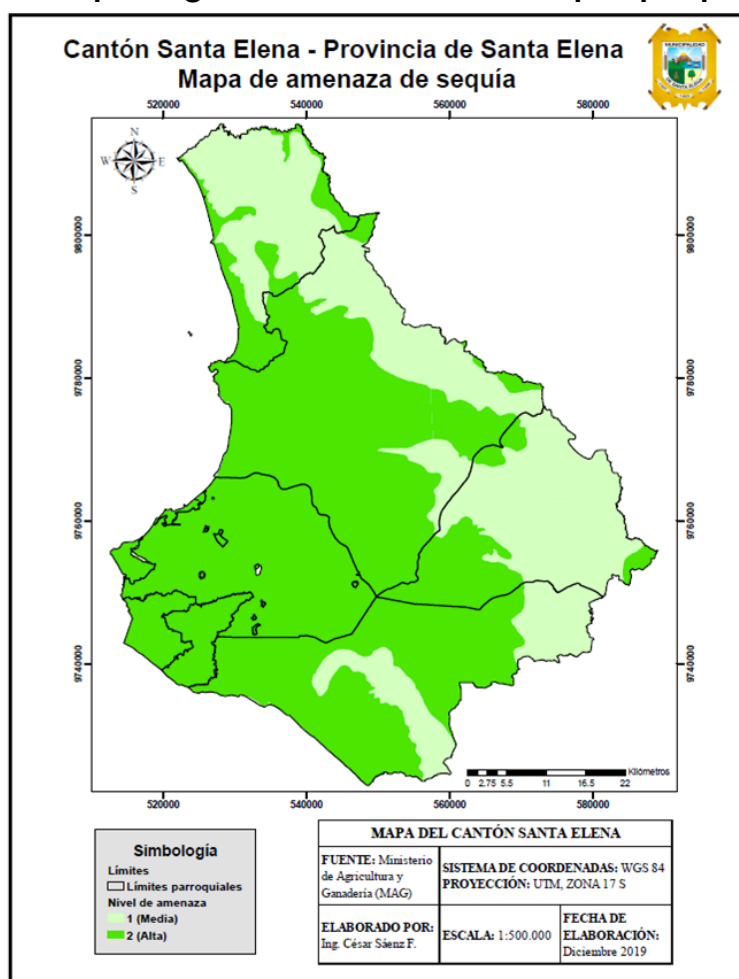 Cantón Santa Elena - Provincia de Santa Elena
Mapa de amenaza de sequía
MUNICIPALIDAD
DE SANTA ELENA
520000 540000 560000 580000
N
W E
S
9800000 9800000
9780000 9780000
9760000 9760000
9740000 9740000
Kilómetros
0 2.75 5.5 11 16.5 22
520000 540000 560000 580000
Simbología
Límites
Límites parroquiales
Nivel de amenaza
1 (Media)
2 (Alta)
MAPA DEL CANTÓN SANTA ELENA
FUENTE: Ministerio
de Agricultura y
Ganadería (MAG)
SISTEMA DE COORDENADAS: WGS 84
PROYECCIÓN: UTM, ZONA 17 S
ELABORADO POR:
Ing. César Sáenz F.
ESCALA: 1:500.000
FECHA DE
ELABORACIÓN:
Diciembre 2019